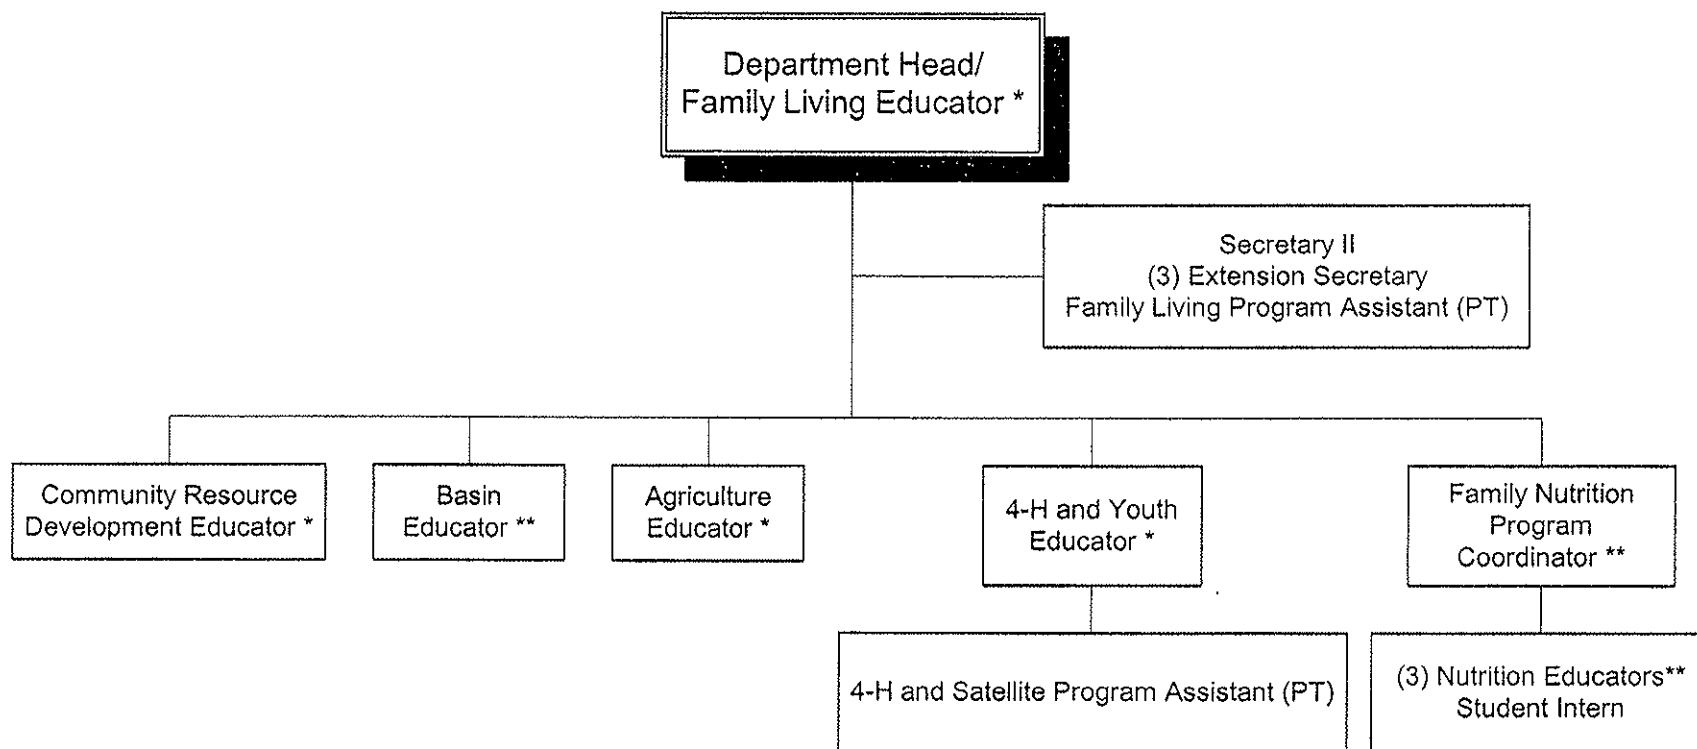 Department Head/
Family Living Educator *
Secretary II
(3) Extension Secretary
Family Living Program Assistant (PT)
Community Resource
Development Educator *
Basin
Educator **
Agriculture
Educator *
4-H and Youth
Educator *
Family Nutrition
Program
Coordinator **
4-H and Satellite Program Assistant (PT)
(3) Nutrition Educators**
Student Intern